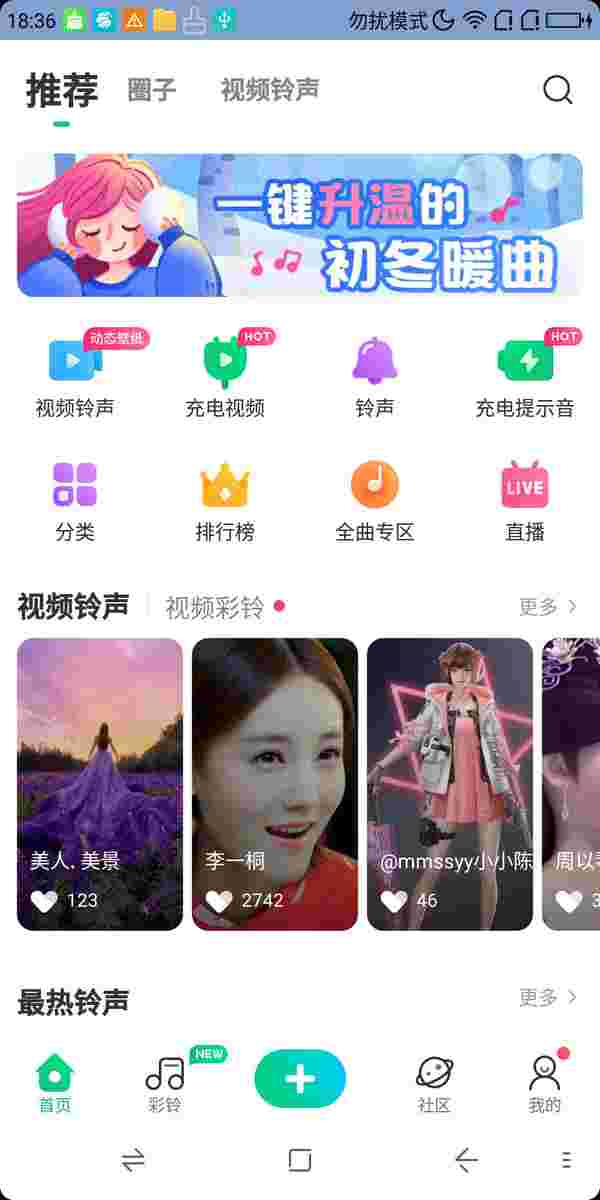 18:36 勿扰模式
推荐 圈子 视频铃声
一键升温的
初冬暖曲
动态壁纸 HOT HOT
视频铃声 充电视频 铃声 充电提示音
LIVE
分类 排行榜 全曲专区 直播
视频铃声 视频彩铃 更多
美人､美景 李一桐 @mmssyy小小陈 周以
123 2742 46 3
最热铃声 更多
NEW
首页 彩铃 社区 我的